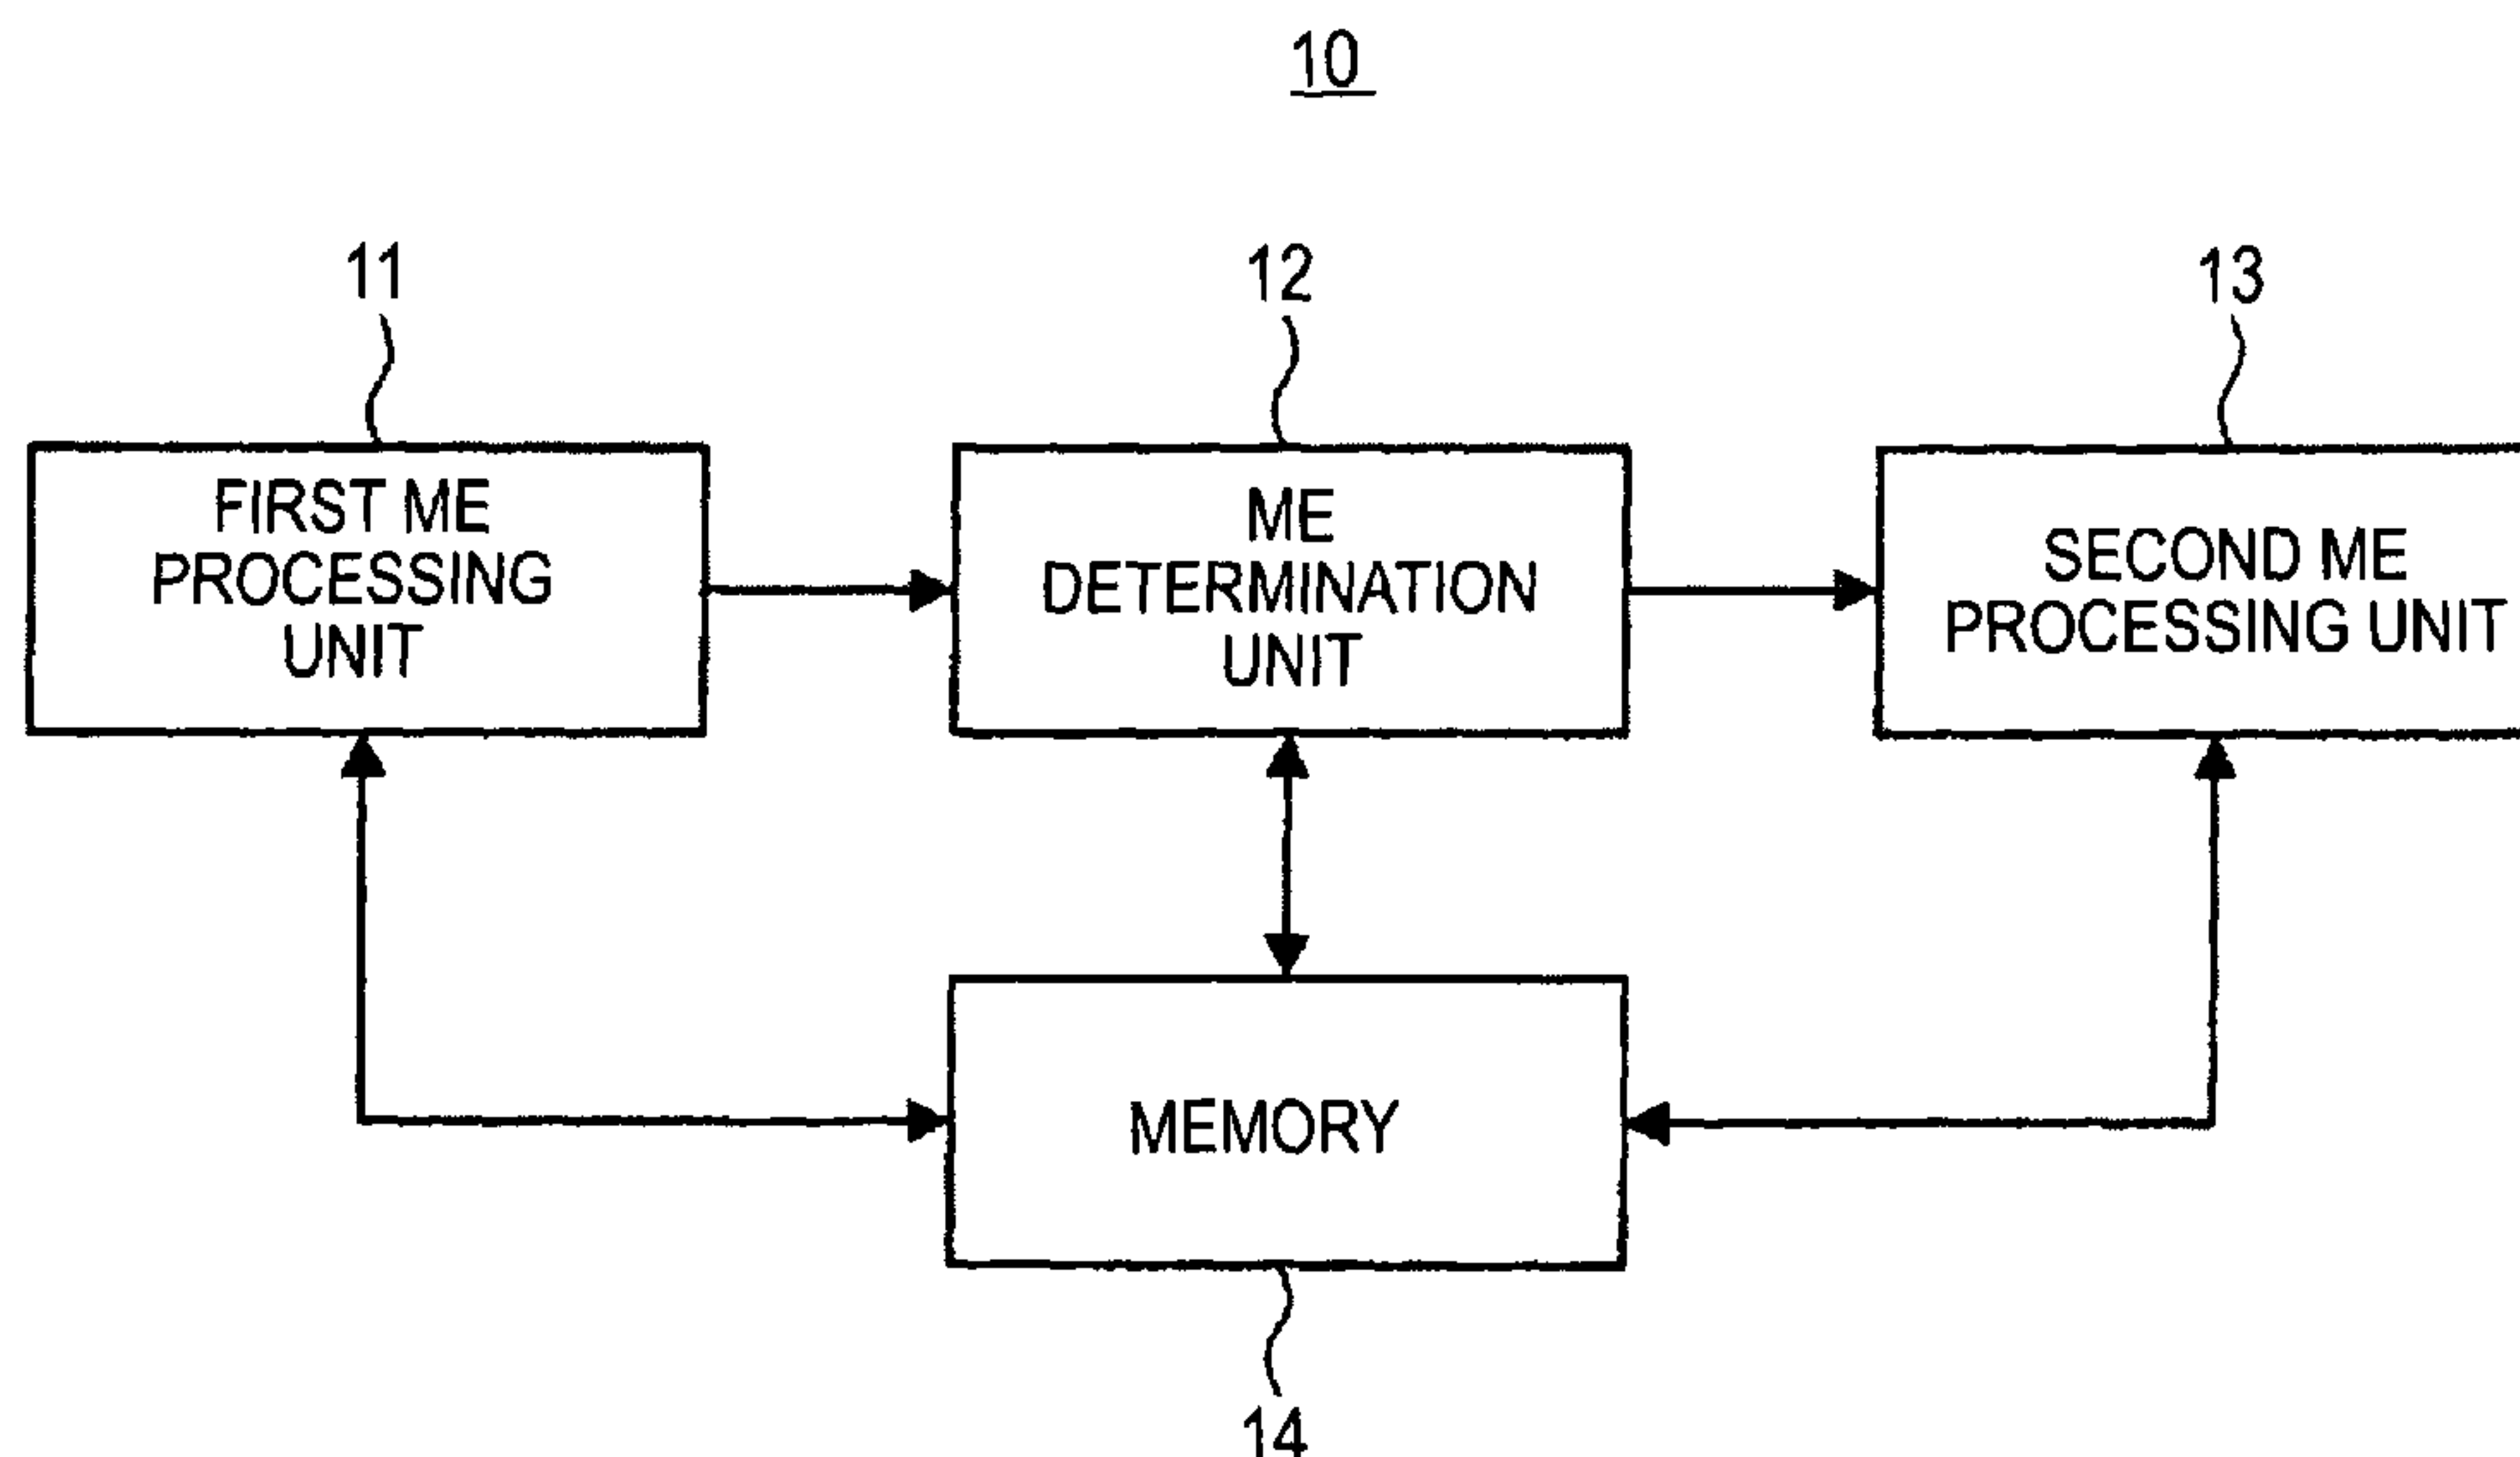 10
11
12
13
FIRST ME
PROCESSING
UNIT
ME
DETERMINATION
UNIT
SECOND ME
PROCESSING UNIT
MEMORY
14